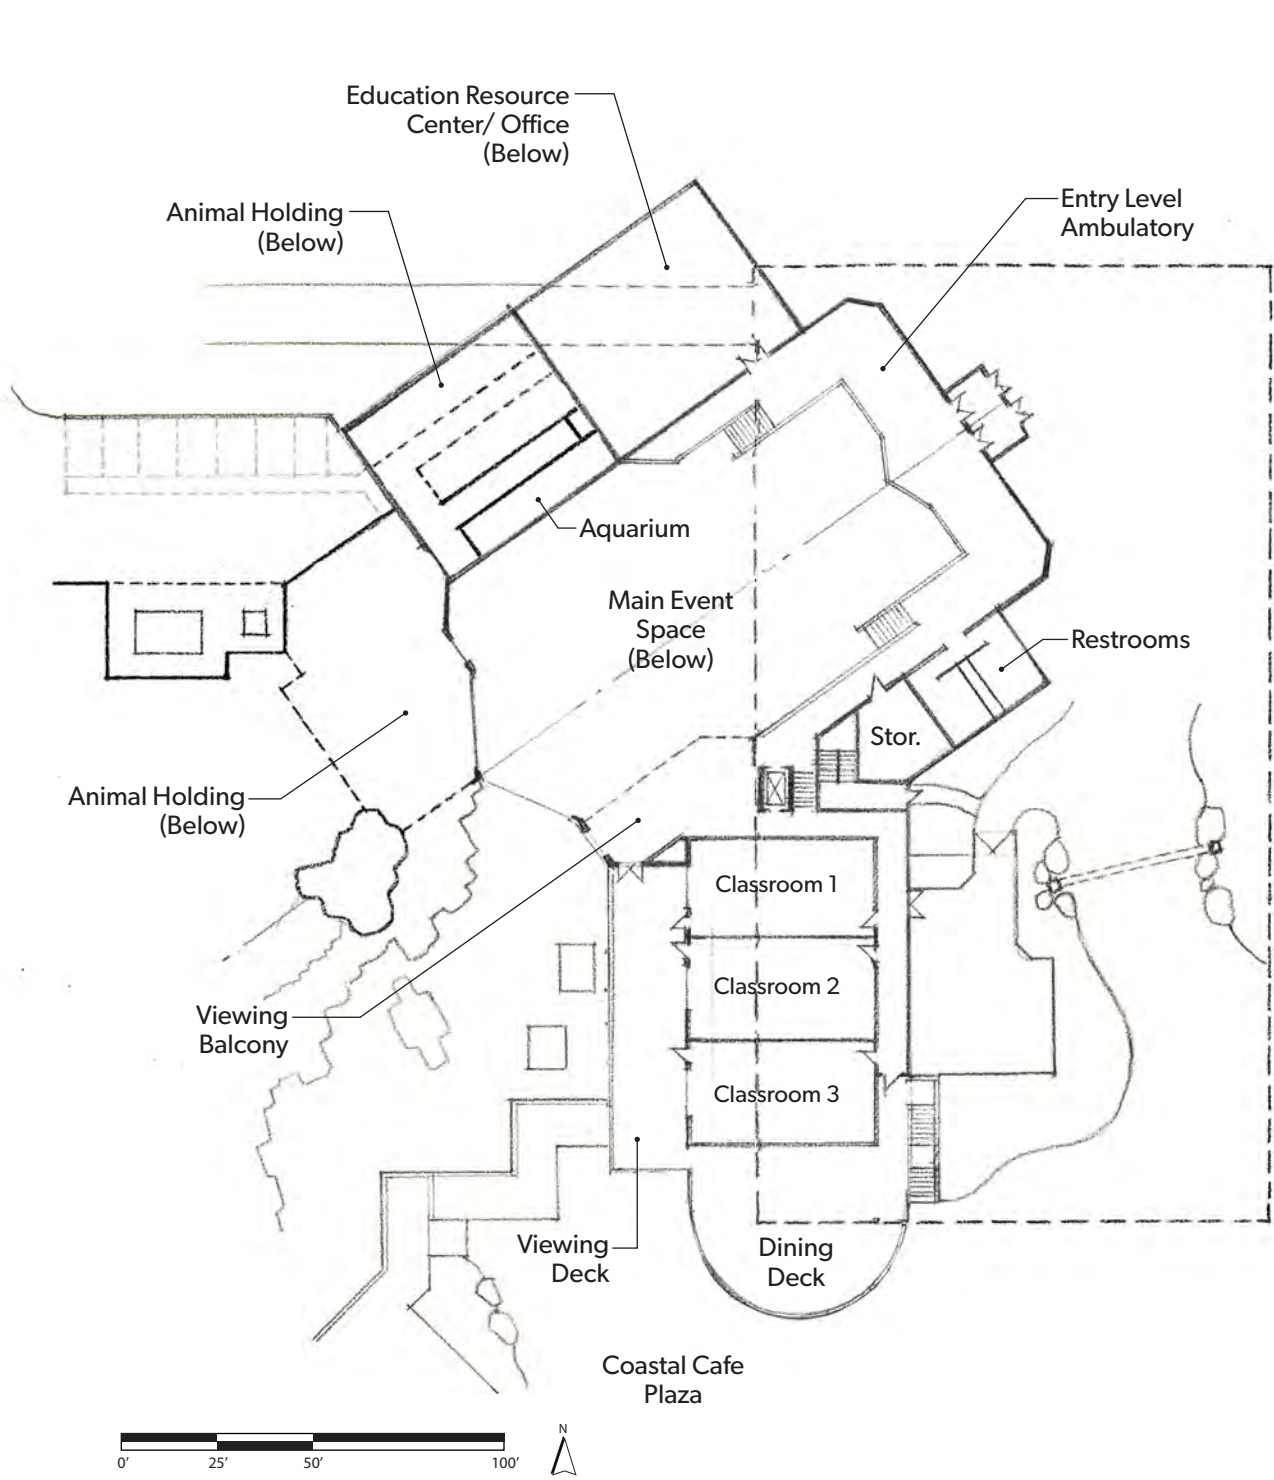 Education Resource
Center/ Office
(Below)
Animal Holding
(Below)
Entry Level
Ambulatory
Aquarium
Main Event
Space
(Below)
Restrooms
Stor.
Animal Holding
(Below)
Classroom 1
Classroom 2
Viewing
Balcony
Classroom 3
Viewing
Deck
Dining
Deck
Coastal Cafe
Plaza
N
0'
25'
50'
100'